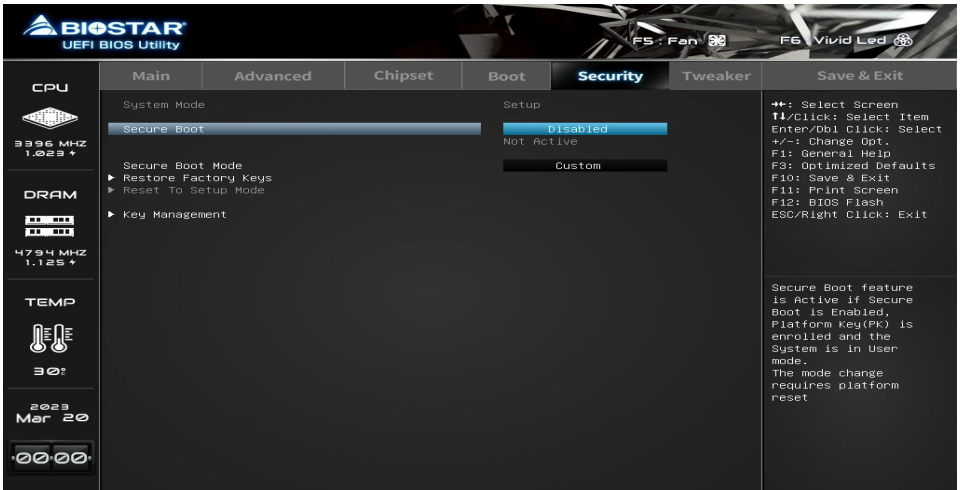 BIOSTAR®
UEFI BIOS Utility
F5 : Fan
F6 Vivid Led
Main Advanced Chipset Boot Security Tweaker Save & Exit
CPU
3396 MHZ
1.023
DRAM
4794 MHZ
1.125
TEMP
30°
2023
Mar 20
00:00
System Mode Setup
Secure Boot Disabled
Not Active
Secure Boot Mode Custom
▶ Restore Factory Keys
▶ Reset To Setup Mode
▶ Key Management
→←: Select Screen
↑↓/Click: Select Item
Enter/Dbl Click: Select
+/-: Change Opt.
F1: General Help
F3: Optimized Defaults
F10: Save & Exit
F11: Print Screen
F12: BIOS Flash
ESC/Right Click: Exit
Secure Boot feature
is Active if Secure
Boot is Enabled,
Platform Key(PK) is
enrolled and the
System is in User
mode.
The mode change
requires platform
reset